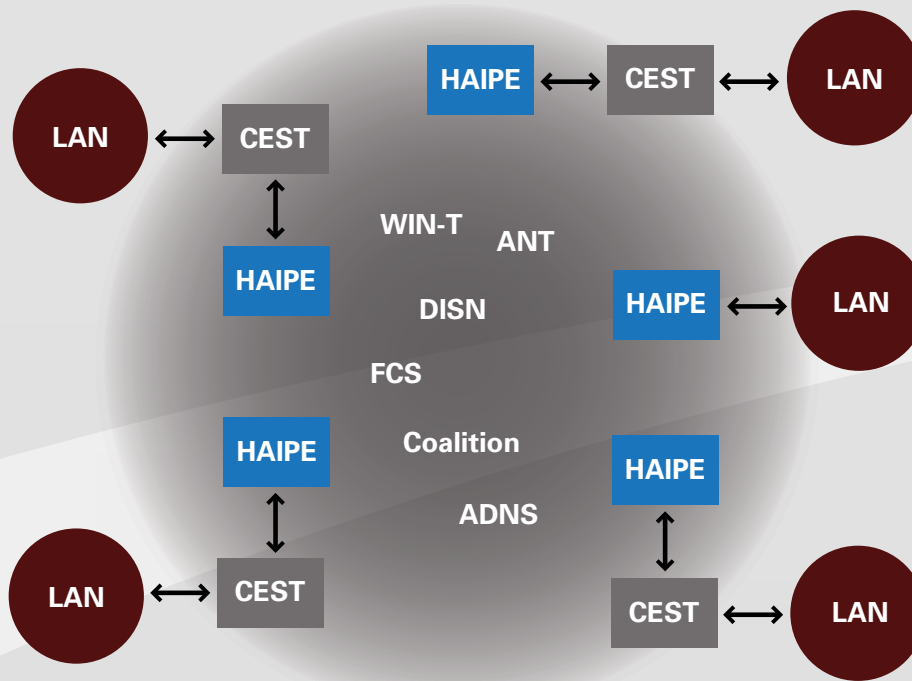 HAIPE
CEST
LAN
LAN
CEST
WIN-T
ANT
HAIPE
DISN
HAIPE
LAN
FCS
HAIPE
Coalition
HAIPE
ADNS
LAN
CEST
CEST
LAN